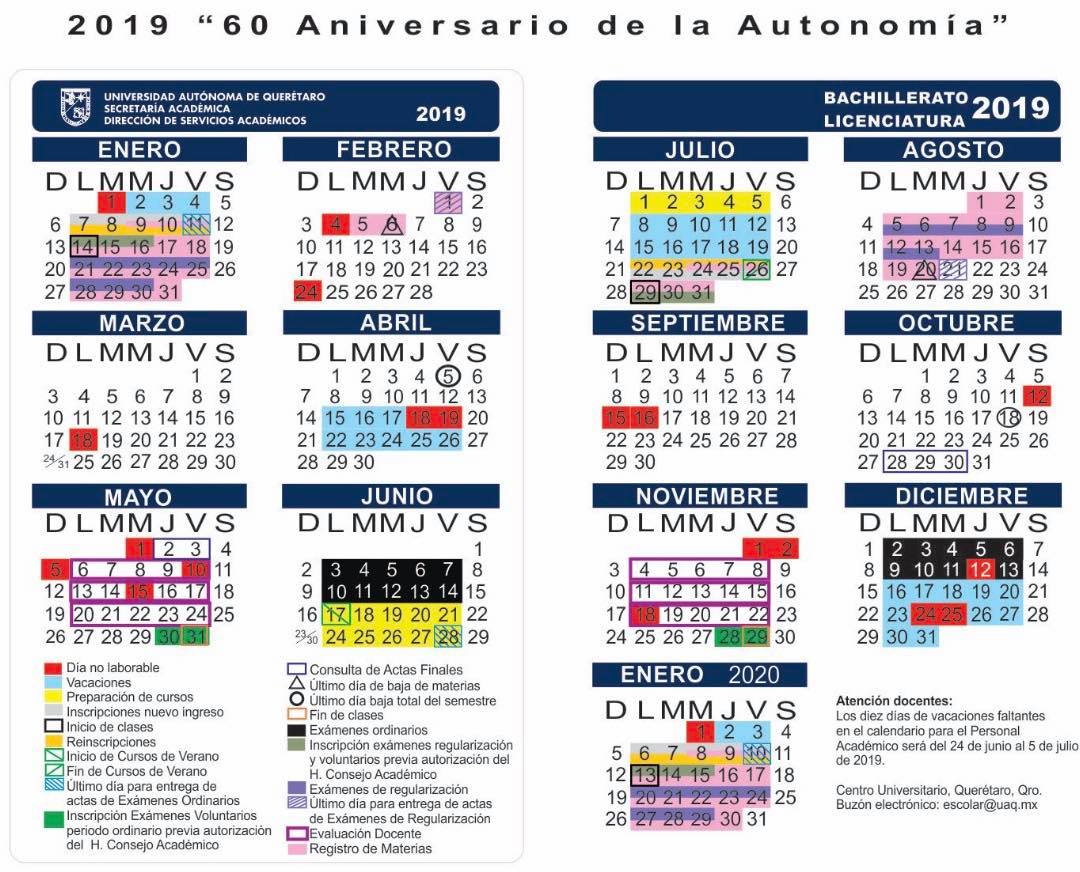 2019 “60 Aniversario de la Autonomía”
UNIVERSIDAD AUTÓNOMA DE QUERÉTARO
SECRETARÍA ACADÉMICA
DIRECCIÓN DE SERVICIOS ACADÉMICOS
2019
ENERO
D L M M J V S
1 2 3 4 5
6 7 8 9 10 11 12
13 14 15 16 17 18 19
20 21 22 23 24 25 26
27 28 29 30 31
FEBRERO
D L M M J V S
1 2
3 4 5 6 7 8 9
10 11 12 13 14 15 16
17 18 19 20 21 22 23
24 25 26 27 28
MARZO
D L M M J V S
1 2
3 4 5 6 7 8 9
10 11 12 13 14 15 16
17 18 19 20 21 22 23
24/31 25 26 27 28 29 30
ABRIL
D L M M J V S
1 2 3 4 5 6
7 8 9 10 11 12 13
14 15 16 17 18 19 20
21 22 23 24 25 26 27
28 29 30
MAYO
D L M M J V S
1 2 3 4
5 6 7 8 9 10 11
12 13 14 15 16 17 18
19 20 21 22 23 24 25
26 27 28 29 30 31
JUNIO
D L M M J V S
1
2 3 4 5 6 7 8
9 10 11 12 13 14 15
16 17 18 19 20 21 22
23/30 24 25 26 27 28 29
Día no laborable
Vacaciones
Preparación de cursos
Inscripciones nuevo ingreso
Inicio de clases
Reinscripciones
Inicio de Cursos de Verano
Fin de Cursos de Verano
Último día para entrega de
actas de Exámenes Ordinarios
Inscripción Exámenes Voluntarios
periodo ordinario previa autorización
del H. Consejo Académico
Consulta de Actas Finales
Último día de baja de materias
Último día baja total del semestre
Fin de clases
Exámenes ordinarios
Inscripción exámenes regularización
y voluntarios previa autorización del
H. Consejo Académico
Exámenes de regularización
Último día para entrega de actas
de Exámenes de Regularización
Evaluación Docente
Registro de Materias
BACHILLERATO
LICENCIATURA
2019
JULIO
D L M M J V S
1 2 3 4 5 6
7 8 9 10 11 12 13
14 15 16 17 18 19 20
21 22 23 24 25 26 27
28 29 30 31
AGOSTO
D L M M J V S
1 2 3
4 5 6 7 8 9 10
11 12 13 14 15 16 17
18 19 20 21 22 23 24
25 26 27 28 29 30 31
SEPTIEMBRE
D L M M J V S
1 2 3 4 5 6 7
8 9 10 11 12 13 14
15 16 17 18 19 20 21
22 23 24 25 26 27 28
29 30
OCTUBRE
D L M M J V S
1 2 3 4 5
6 7 8 9 10 11 12
13 14 15 16 17 18 19
20 21 22 23 24 25 26
27 28 29 30 31
NOVIEMBRE
D L M M J V S
1 2
3 4 5 6 7 8 9
10 11 12 13 14 15 16
17 18 19 20 21 22 23
24 25 26 27 28 29 30
DICIEMBRE
D L M M J V S
1 2 3 4 5 6 7
8 9 10 11 12 13 14
15 16 17 18 19 20 21
22 23 24 25 26 27 28
29 30 31
ENERO 2020
D L M M J V S
1 2 3 4
5 6 7 8 9 10 11
12 13 14 15 16 17 18
19 20 21 22 23 24 25
26 27 28 29 30 31
Atención docentes:
Los diez días de vacaciones faltantes
en el calendario para el Personal
Académico será del 24 de junio al 5 de julio
de 2019.
Centro Universitario, Querétaro, Qro.
Buzón electrónico: escolar@uaq.mx